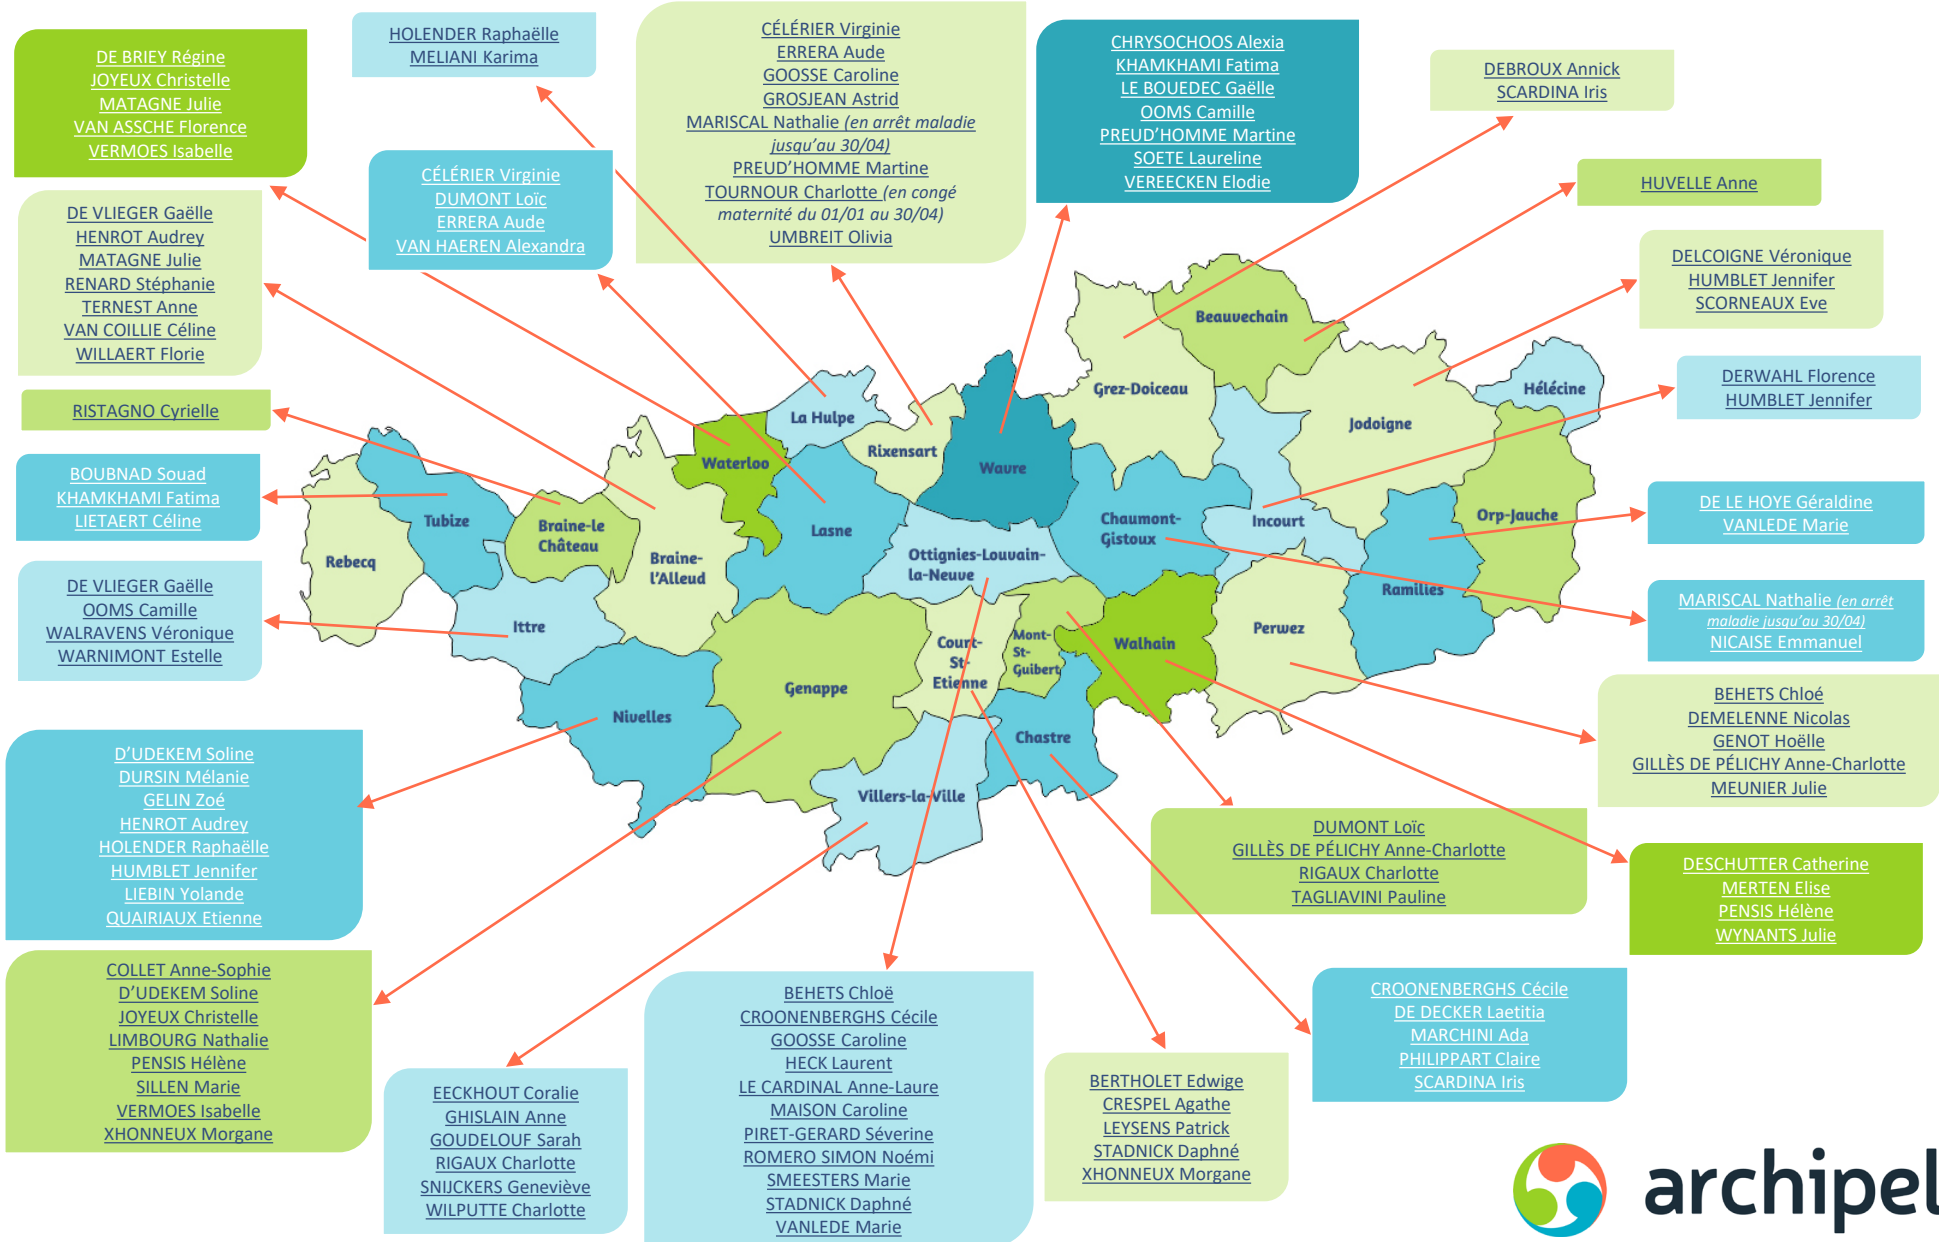 DE BRIEY Régine
JOYEUX Christelle
MATAGNE Julie
VAN ASSCHE Florence
VERMOES Isabelle
HOLENDER Raphaëlle
MELIANI Karima
CÉLÉRIER Virginie
ERRERA Aude
GOOSSE Caroline
GROSJEAN Astrid
MARISCAL Nathalie (en arrêt maladie
jusqu'au 30/04)
PREUD'HOMME Martine
TOURNOUR Charlotte (en congé
maternité du 01/01 au 30/04)
UMBREIT Olivia
CHRYSOCHOOS Alexia
KHAMKHAMI Fatima
LE BOUEDEC Gaëlle
OOMS Camille
PREUD'HOMME Martine
SOETE Laureline
VEREECKEN Elodie
DEBROUX Annick
SCARDINA Iris
CÉLÉRIER Virginie
DUMONT Loïc
ERRERA Aude
VAN HAEREN Alexandra
HUVELLE Anne
DE VLIEGER Gaëlle
HENROT Audrey
MATAGNE Julie
RENARD Stéphanie
TERNEST Anne
VAN COILLIE Céline
WILLAERT Florie
DELCOIGNE Véronique
HUMBLET Jennifer
SCORNEAUX Eve
RISTAGNO Cyrielle
DERWAHL Florence
HUMBLET Jennifer
BOUBNAD Souad
KHAMKHAMI Fatima
LIETAERT Céline
DE LE HOYE Géraldine
VANLEDE Marie
DE VLIEGER Gaëlle
OOMS Camille
WALRAVENS Véronique
WARNIMONT Estelle
MARISCAL Nathalie (en arrêt
maladie jusqu'au 30/04)
NICAISE Emmanuel
Beauvechain
Grez-Doiceau
Hélécine
Jodoigne
La Hulpe
Rixensart
Waterloo
Wavre
Tubize
Braine-le
Château
Lasne
Chaumont-
Gistoux
Incourt
Orp-Jauche
Rebecq
Braine-
l'Alleud
Ottignies-Louvain-
la-Neuve
Ramillies
Ittre
Court-
St-
Etienne
Mont-
St-
Guibert
Walhain
Perwez
Genappe
Nivelles
Chastre
Villers-la-Ville
BEHETS Chloé
DEMELENNE Nicolas
GENOT Hoëlle
GILLÈS DE PÉLICHY Anne-Charlotte
MEUNIER Julie
D'UDEKEM Soline
DURSIN Mélanie
GELIN Zoé
HENROT Audrey
HOLENDER Raphaëlle
HUMBLET Jennifer
LIEBIN Yolande
QUAIRIAUX Etienne
DUMONT Loïc
GILLÈS DE PÉLICHY Anne-Charlotte
RIGAUX Charlotte
TAGLIAVINI Pauline
DESCHUTTER Catherine
MERTEN Elise
PENSIS Hélène
WYNANTS Julie
COLLET Anne-Sophie
D'UDEKEM Soline
JOYEUX Christelle
LIMBOURG Nathalie
PENSIS Hélène
SILLEN Marie
VERMOES Isabelle
XHONNEUX Morgane
EECKHOUT Coralie
GHISLAIN Anne
GOUDELOUF Sarah
RIGAUX Charlotte
SNIJCKERS Geneviève
WILPUTTE Charlotte
BEHETS Chloë
CROONENBERGHS Cécile
GOOSSE Caroline
HECK Laurent
LE CARDINAL Anne-Laure
MAISON Caroline
PIRET-GERARD Séverine
ROMERO SIMON Noémi
SMEESTERS Marie
STADNICK Daphné
VANLEDE Marie
BERTHOLET Edwige
CRESPEL Agathe
LEYSENS Patrick
STADNICK Daphné
XHONNEUX Morgane
CROONENBERGHS Cécile
DE DECKER Laetitia
MARCHINI Ada
PHILIPPART Claire
SCARDINA Iris
archipel